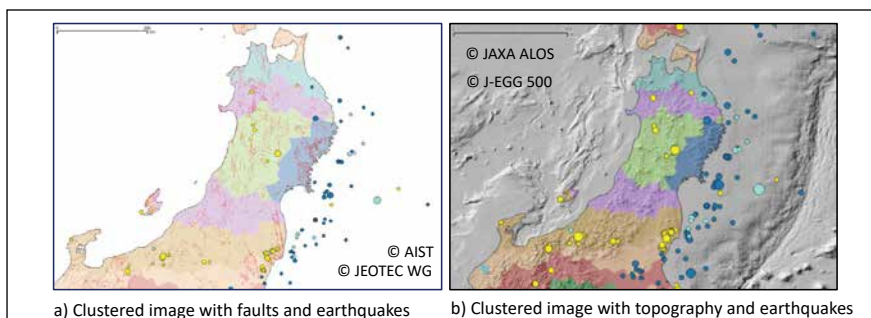 © AIST
© JEOTEC WG
a) Clustered image with faults and earthquakes
© JAXA ALOS
© J-EGG 500
b) Clustered image with topography and earthquakes